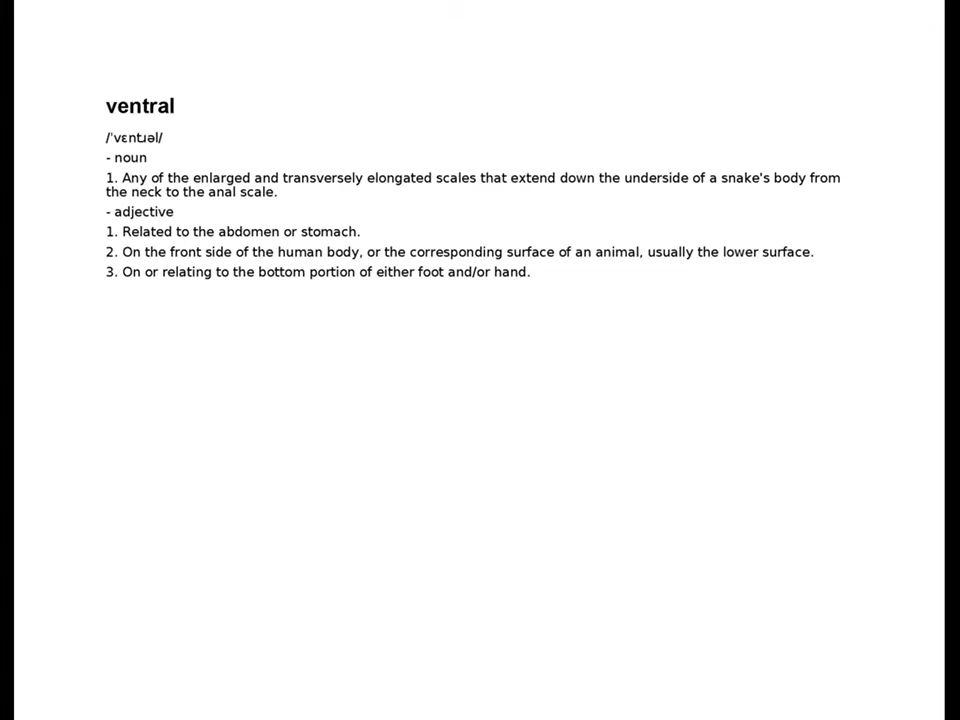 ventral
/ˈvɛntɹəl/
- noun
1. Any of the enlarged and transversely elongated scales that extend down the underside of a snake's body from
the neck to the anal scale.
- adjective
1. Related to the abdomen or stomach.
2. On the front side of the human body, or the corresponding surface of an animal, usually the lower surface.
3. On or relating to the bottom portion of either foot and/or hand.